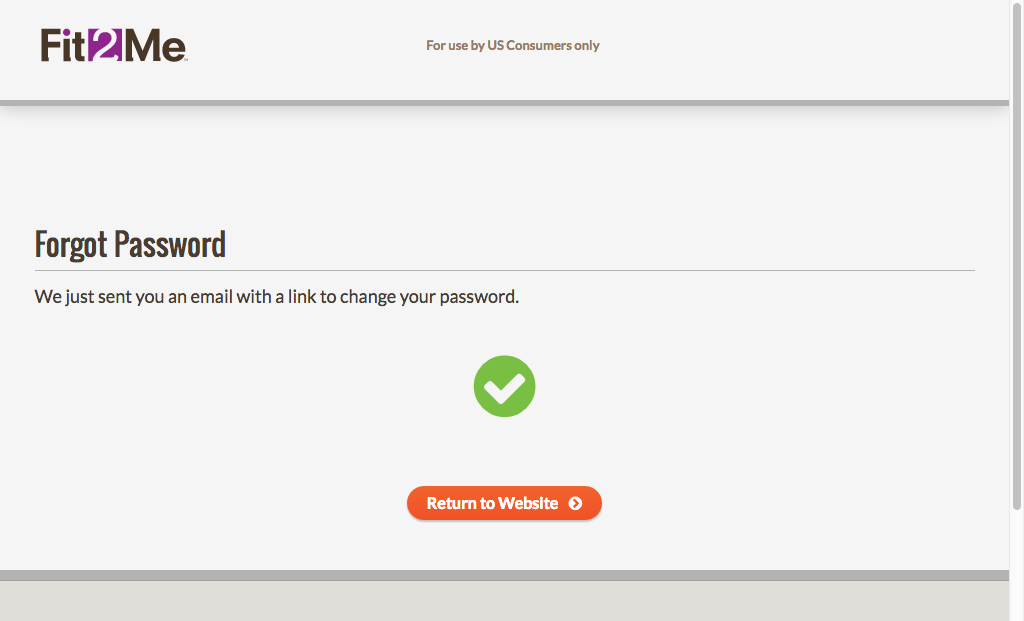 Fit2Me
For use by US Consumers only
Forgot Password
We just sent you an email with a link to change your password.
Return to Website